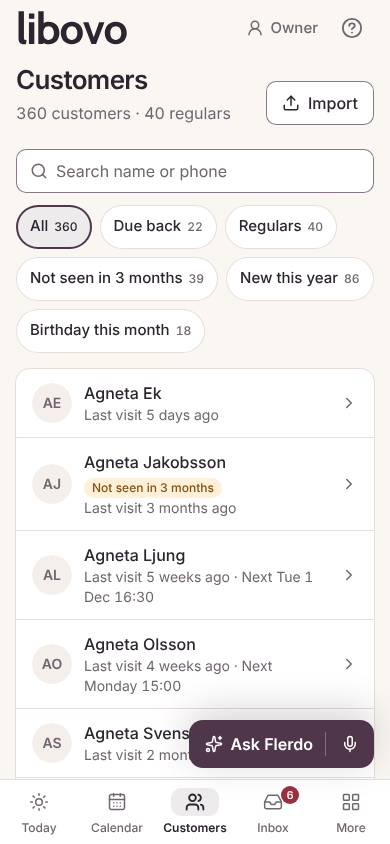 libovo
Owner
Customers
360 customers · 40 regulars
Import
Search name or phone
All 360
Due back 22
Regulars 40
Not seen in 3 months 39
New this year 86
Birthday this month 18
AE
Agneta Ek
Last visit 5 days ago
AJ
Agneta Jakobsson
Not seen in 3 months
Last visit 3 months ago
AL
Agneta Ljung
Last visit 5 weeks ago · Next Tue 1
Dec 16:30
AO
Agneta Olsson
Last visit 4 weeks ago · Next
Monday 15:00
AS
Agneta
Last visit 2
Ask Flerdo
Today
Calendar
Customers
6
Inbox
More